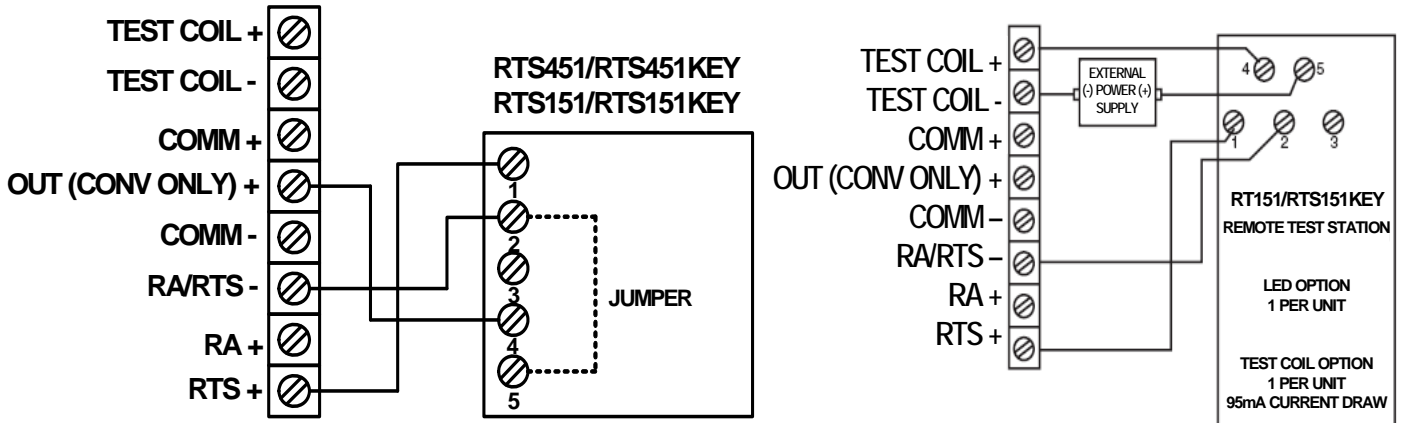 TEST COIL +
TEST COIL -
COMM +
OUT (CONV ONLY) +
COMM -
RA/RTS -
RA +
RTS +
RTS451/RTS451KEY
RTS151/RTS151KEY
1
2
3
4
5
JUMPER
TEST COIL +
TEST COIL -
COMM +
OUT (CONV ONLY) +
COMM –
RA/RTS –
RA +
RTS +
EXTERNAL
(-) POWER (+)
SUPPLY
4 5
1 2 3
RT151/RTS151KEY
REMOTE TEST STATION
LED OPTION
1 PER UNIT
TEST COIL OPTION
1 PER UNIT
95mA CURRENT DRAW